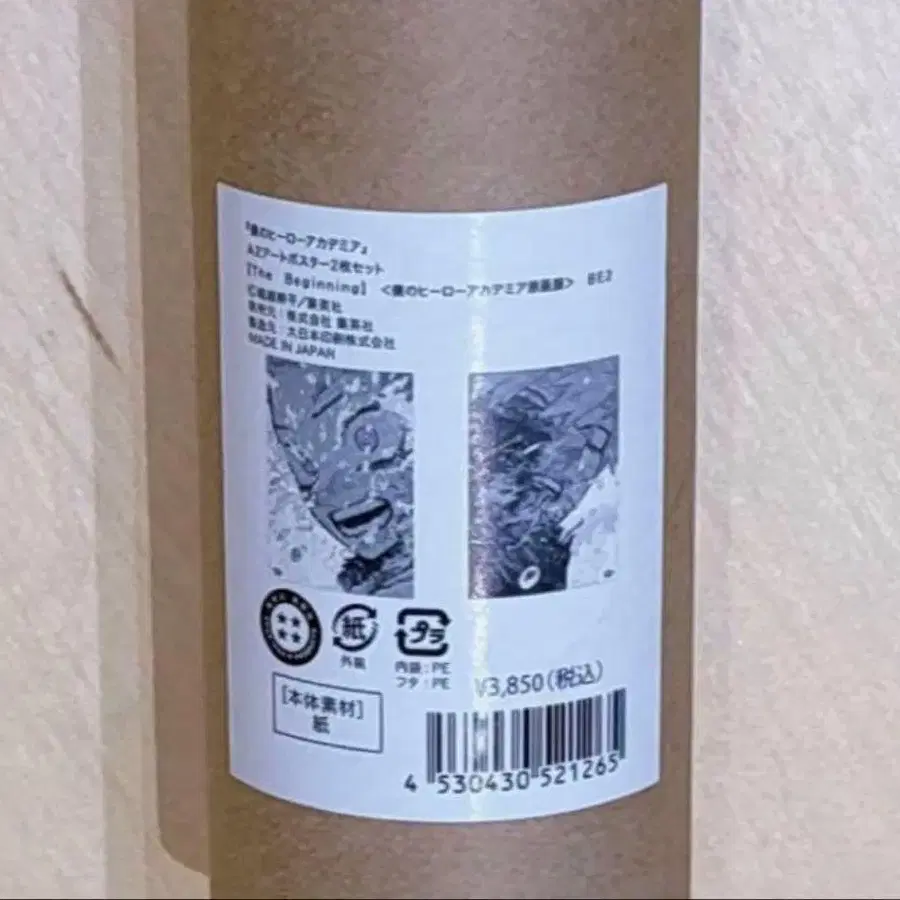 『僕のヒーローアカデミア』
A2アートポスター2枚セット
[The Beginning] <僕のヒーローアカデミア原画展> BE2
©堀越耕平/集英社
発売元:株式会社 集英社
製造元:大日本印刷株式会社
MADE IN JAPAN
紙
外装
プラ
内袋:PE
フタ:PE
¥3,850(税込)
[本体素材]
紙
4 530430 521265